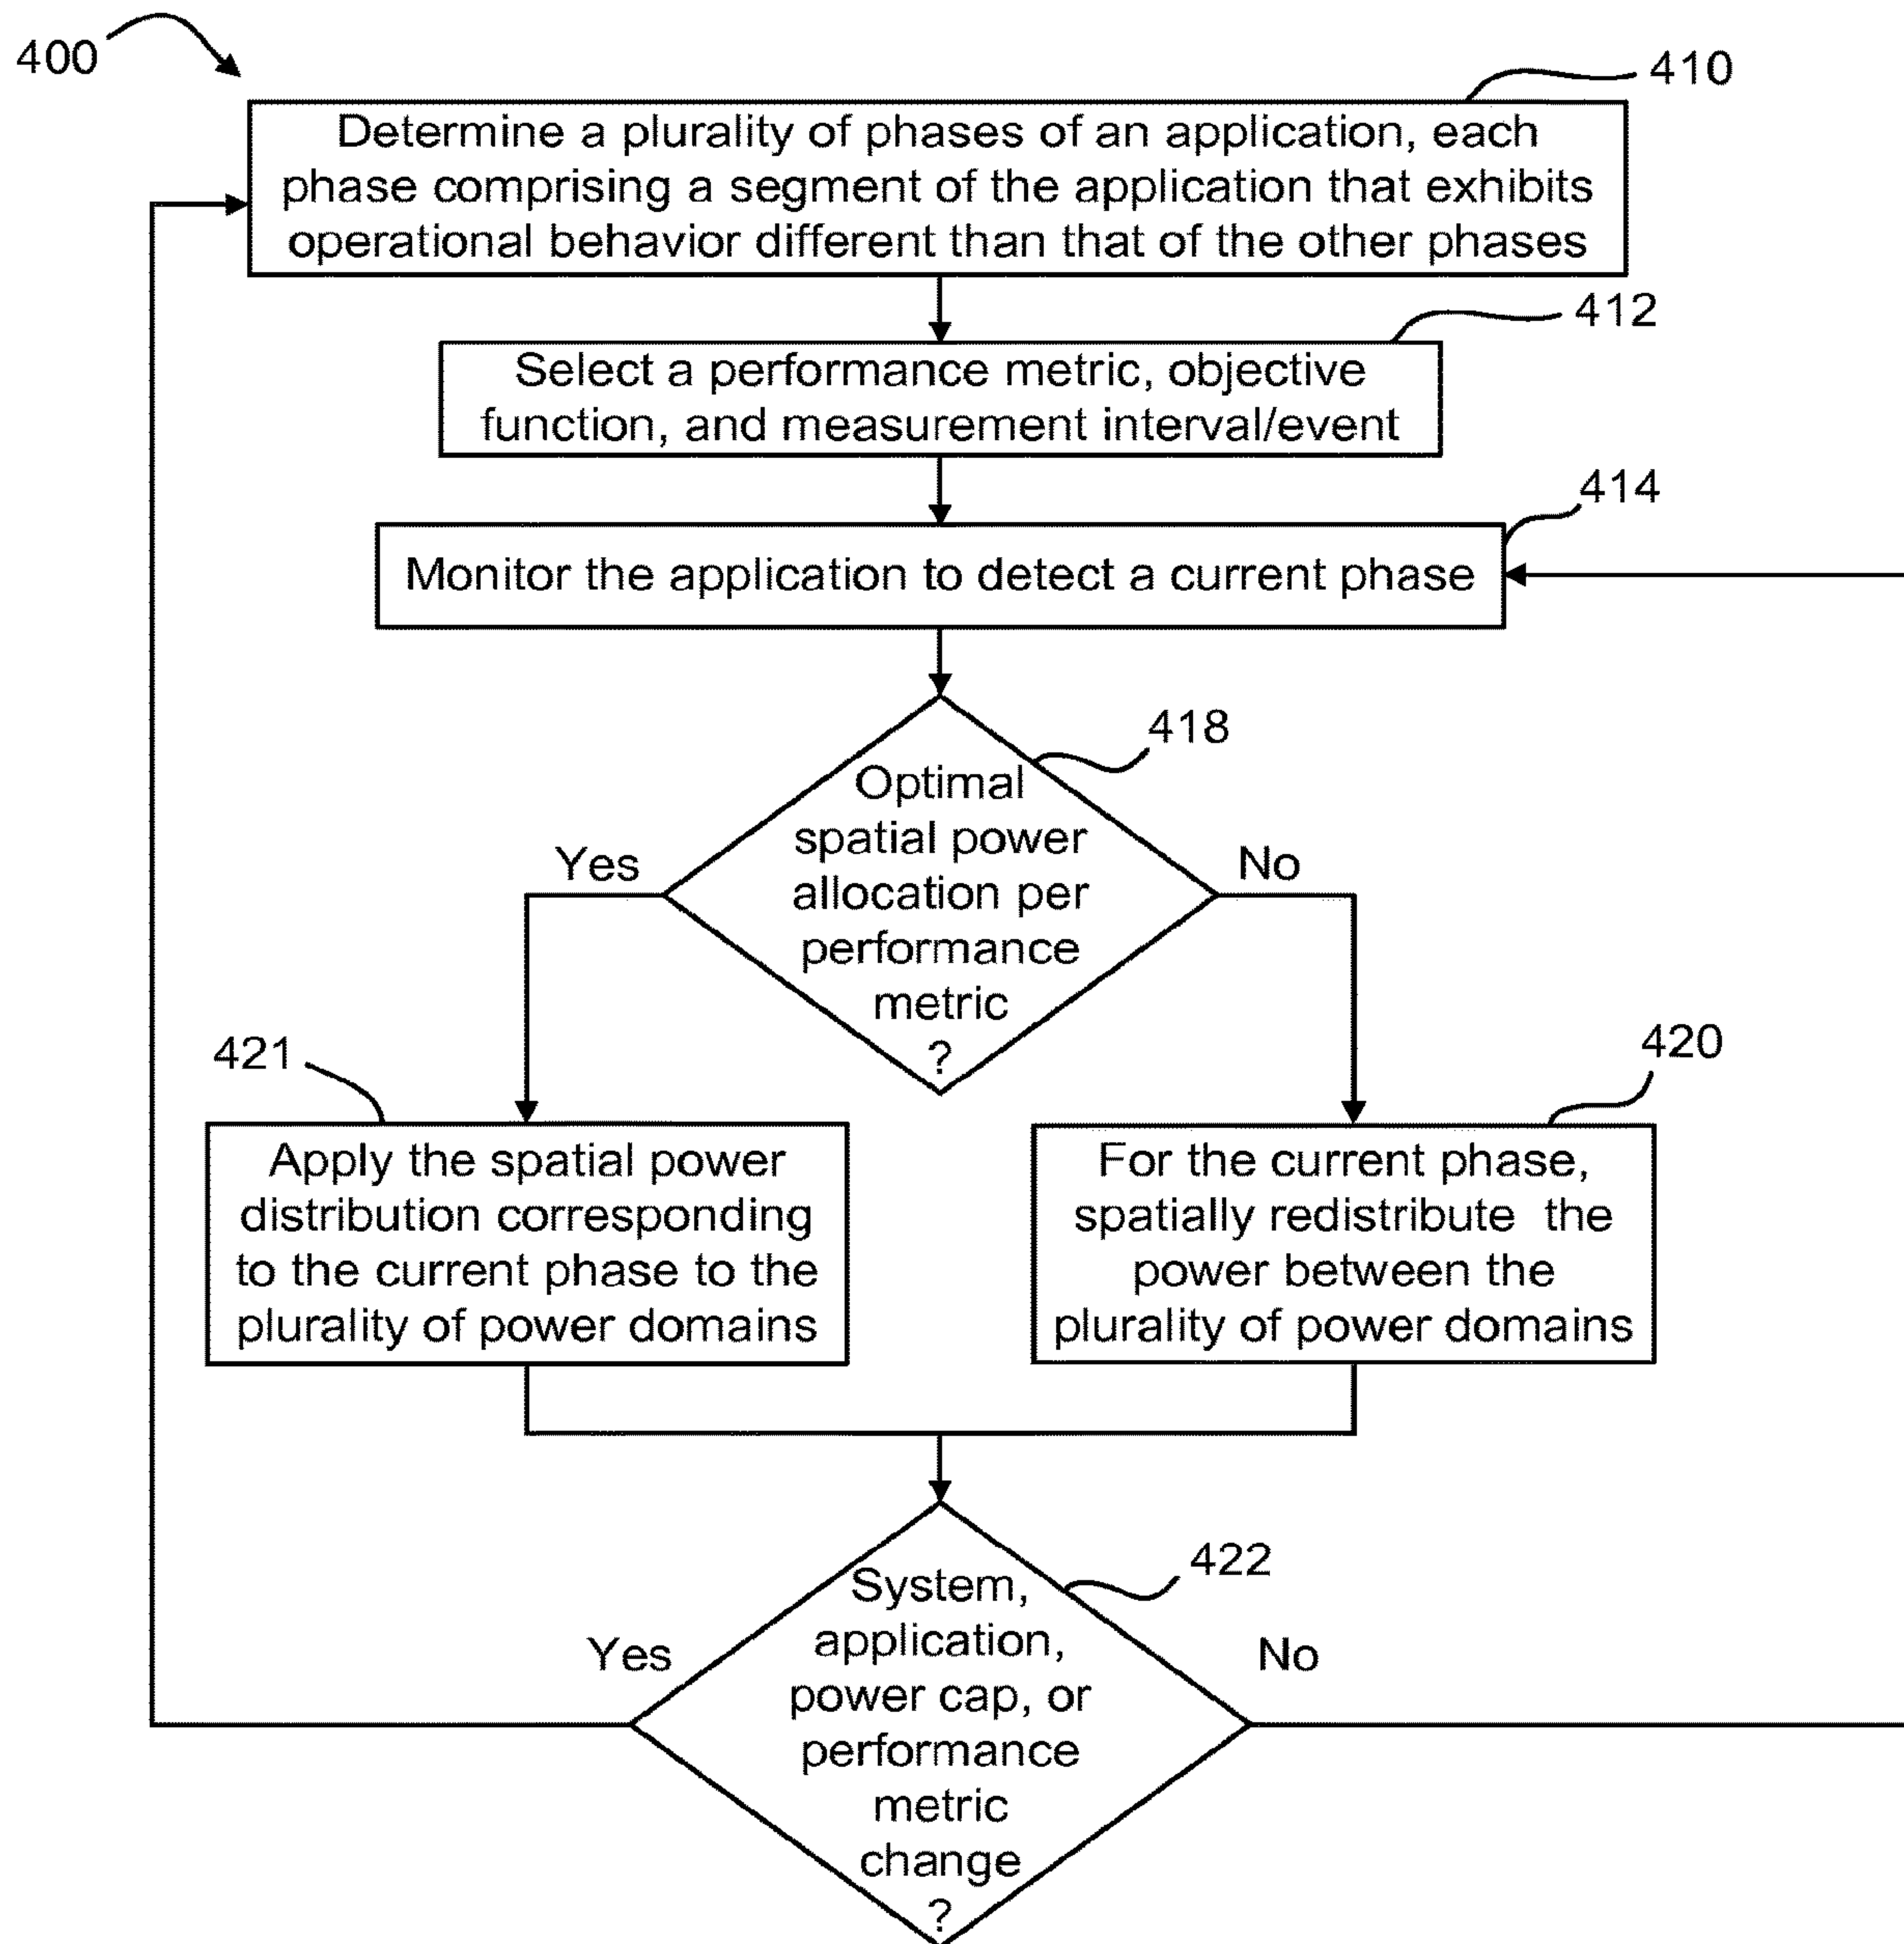 400
410
Determine a plurality of phases of an application, each
phase comprising a segment of the application that exhibits
operational behavior different than that of the other phases
412
Select a performance metric, objective
function, and measurement interval/event
414
Monitor the application to detect a current phase
418
Optimal
spatial power
allocation per
performance
metric
?
Yes
No
421
420
Apply the spatial power
distribution corresponding
to the current phase to the
plurality of power domains
For the current phase,
spatially redistribute the
power between the
plurality of power domains
422
System,
application,
power cap, or
performance
metric
change
?
Yes
No